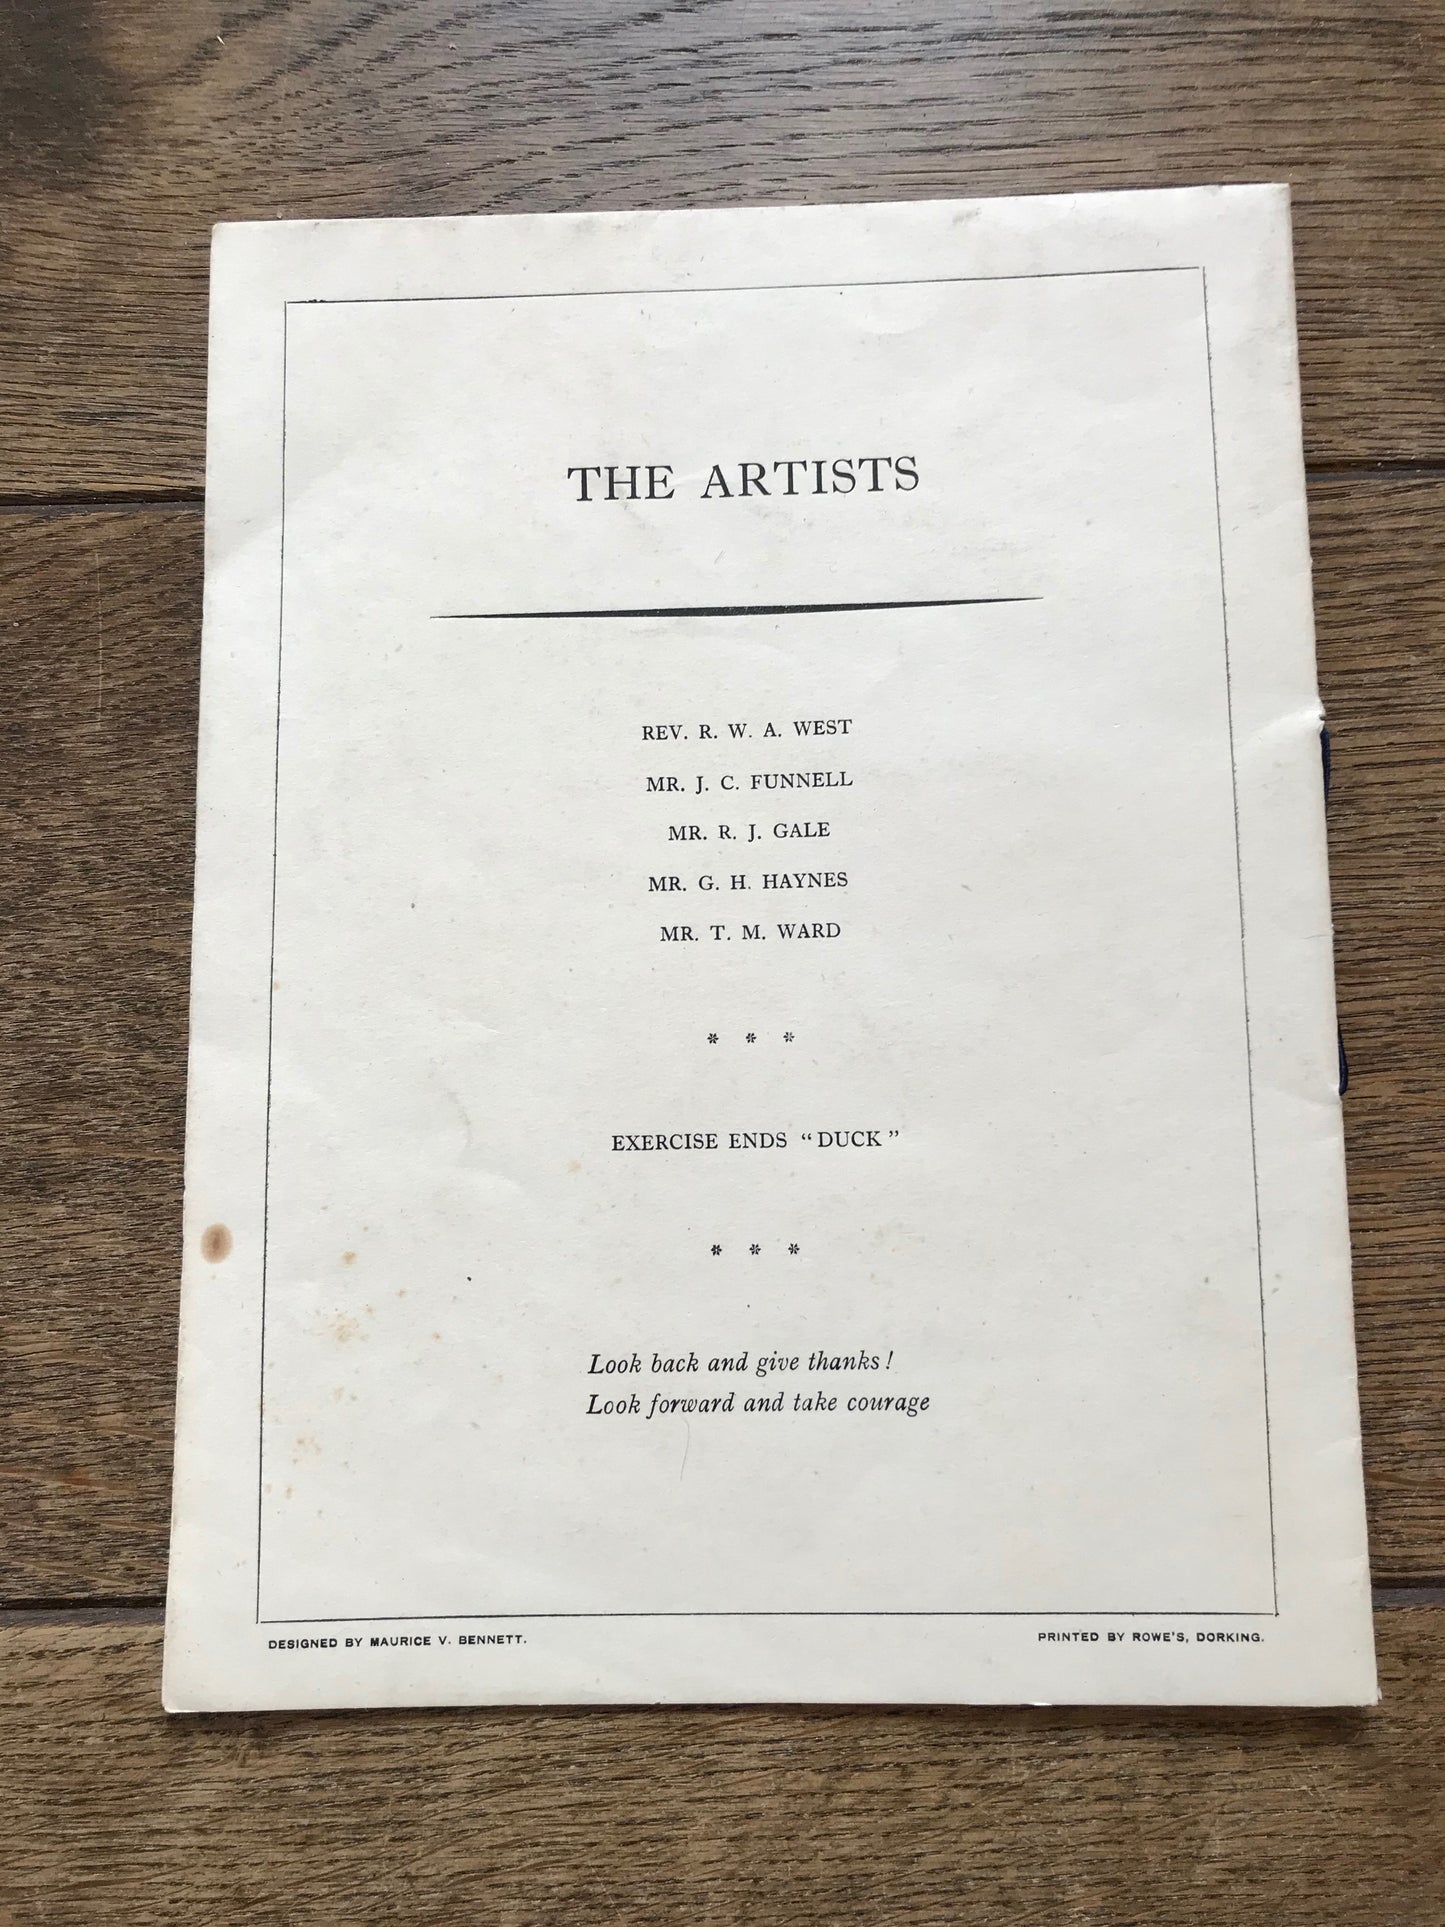 THE ARTISTS
REV. R. W. A. WEST
MR. J. C. FUNNELL
MR. R. J. GALE
MR. G. H. HAYNES
MR. T. M. WARD
* * *
EXERCISE ENDS “DUCK”
* * *
Look back and give thanks!
Look forward and take courage
DESIGNED BY MAURICE V. BENNETT.
PRINTED BY ROWE'S, DORKING.